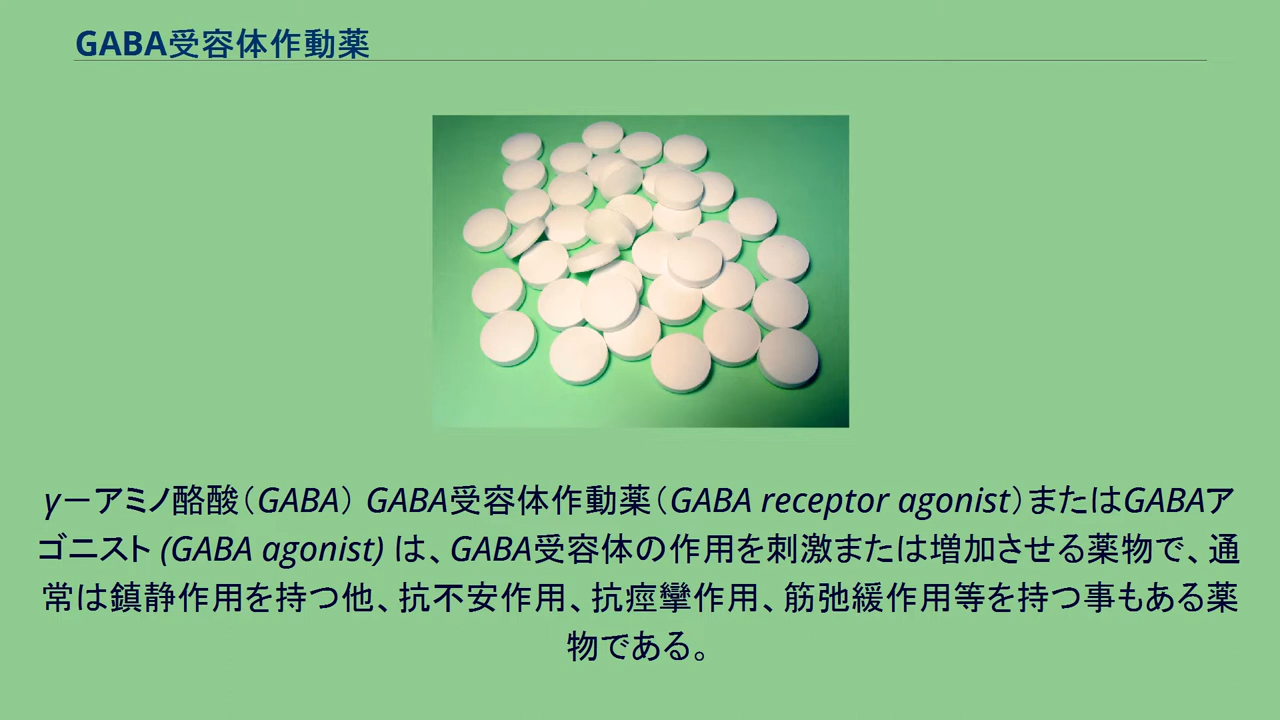 GABA受容体作動薬
γーアミノ酪酸（GABA） GABA受容体作動薬（GABA receptor agonist）またはGABAア
ゴニスト (GABA agonist) は、GABA受容体の作用を刺激または増加させる薬物で、通
常は鎮静作用を持つ他、抗不安作用、抗痙攣作用、筋弛緩作用等を持つ事もある薬
物である。